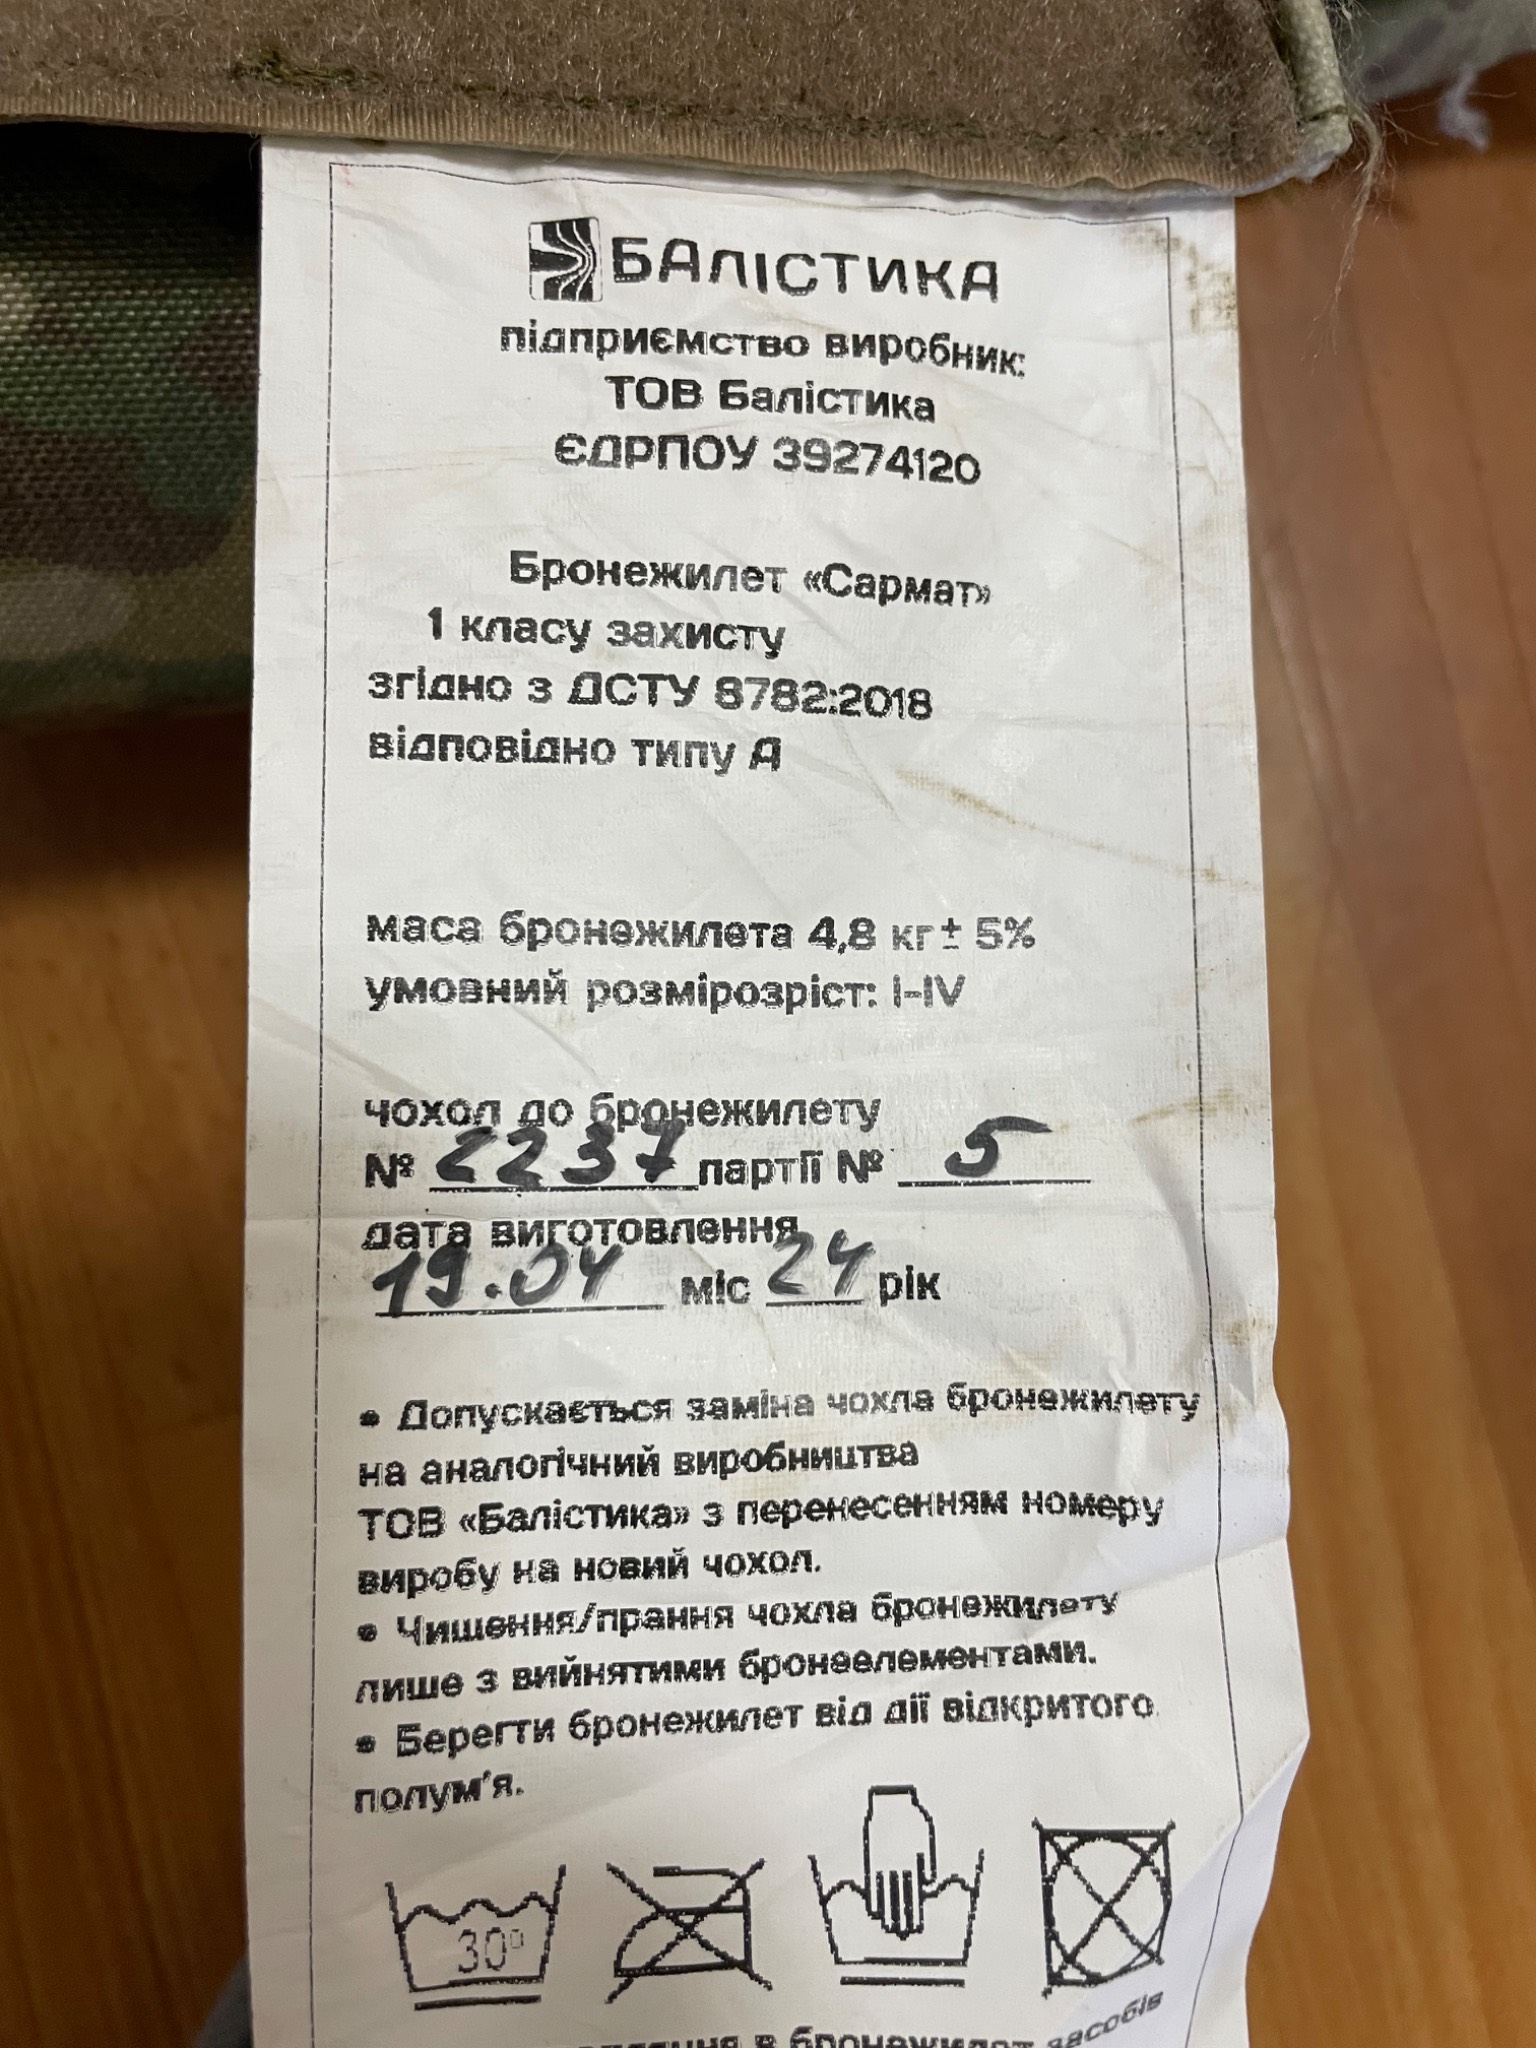 БАЛІСТИКА
підприємство виробник:
ТОВ Балістика
ЄДРПОУ 39274120
Бронежилет «Сармат»
1 класу захисту
згідно з ДСТУ 8782:2018
відповідно типу А
маса бронежилета 4,8 кг ± 5%
умовний розмірозріст: I-IV
чохол до бронежилету
№ 2237 партії № 5
дата виготовлення
19.04 міс 24 рік
• Допускається заміна чохла бронежилету
на аналогічний виробництва
ТОВ «Балістика» з перенесенням номеру
виробу на новий чохол.
• Чищення/прання чохла бронежилету
лише з вийнятими бронеелементами.
• Берегти бронежилет від дії відкритого
полум'я.
30°
в бронежилет засобів